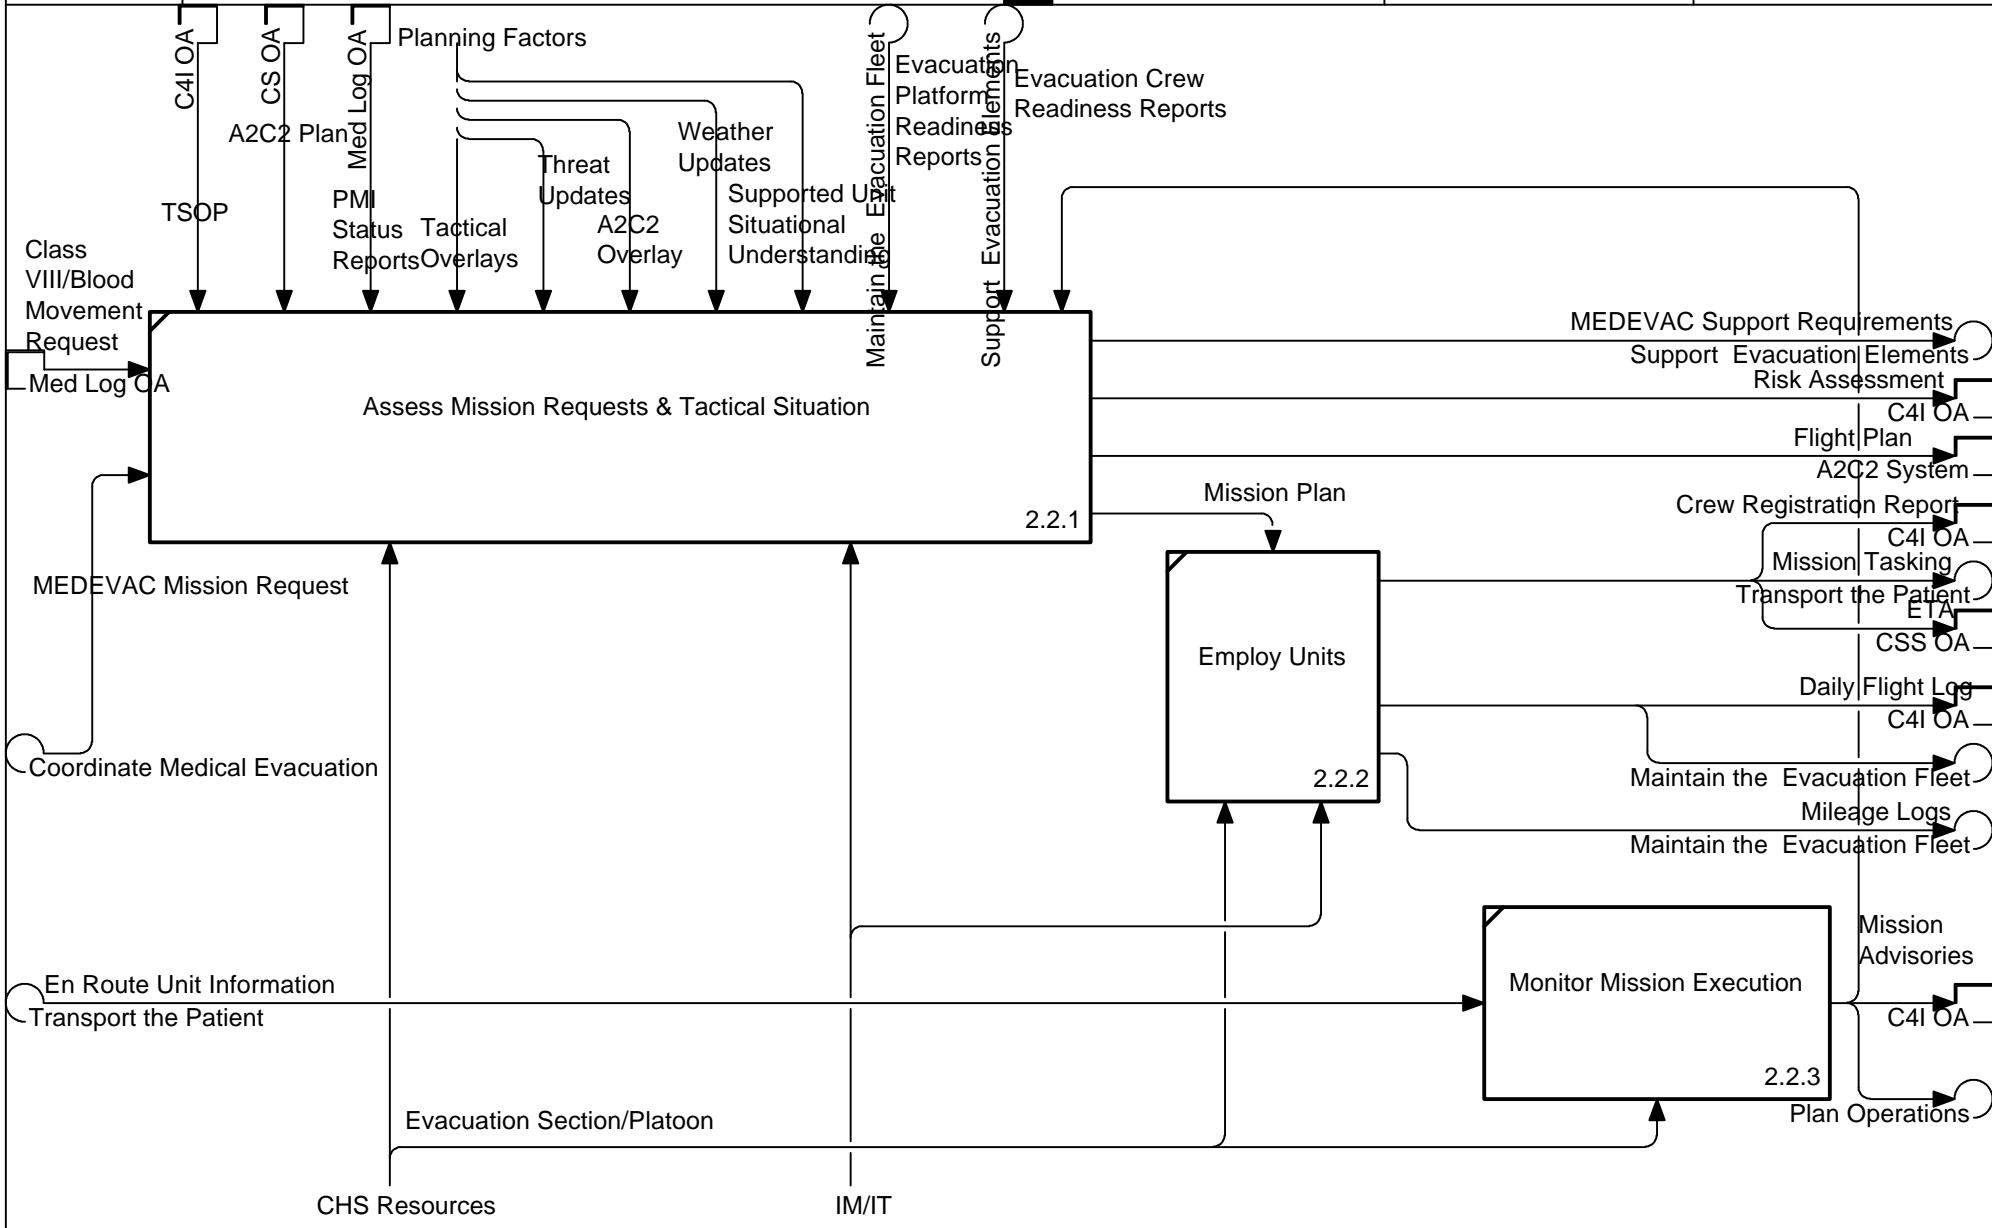 C4I OA
CS OA
Med Log OA
Planning Factors
Maintain the  Evacuation Fleet
Evacuation
Platform
Readiness
Reports
Support  Evacuation Elements
Evacuation Crew
Readiness Reports
TSOP
A2C2 Plan
PMI
Status
Reports
Tactical
Overlays
Threat
Updates
A2C2
Overlay
Weather
Updates
Supported Unit
Situational
Understanding
Class
VIII/Blood
Movement
Request
Med Log OA
Assess Mission Requests & Tactical Situation
2.2.1
MEDEVAC Support Requirements
Support  Evacuation Elements
Risk Assessment
C4I OA
Flight Plan
A2C2 System
Mission Plan
Crew Registration Report
C4I OA
Mission Tasking
Transport the Patient
ETA
CSS OA
MEDEVAC Mission Request
Employ Units
2.2.2
Daily Flight Log
C4I OA
Maintain the  Evacuation Fleet
Mileage Logs
Maintain the  Evacuation Fleet
Coordinate Medical Evacuation
En Route Unit Information
Transport the Patient
Monitor Mission Execution
2.2.3
Mission
Advisories
C4I OA
Plan Operations
Evacuation Section/Platoon
CHS Resources
IM/IT